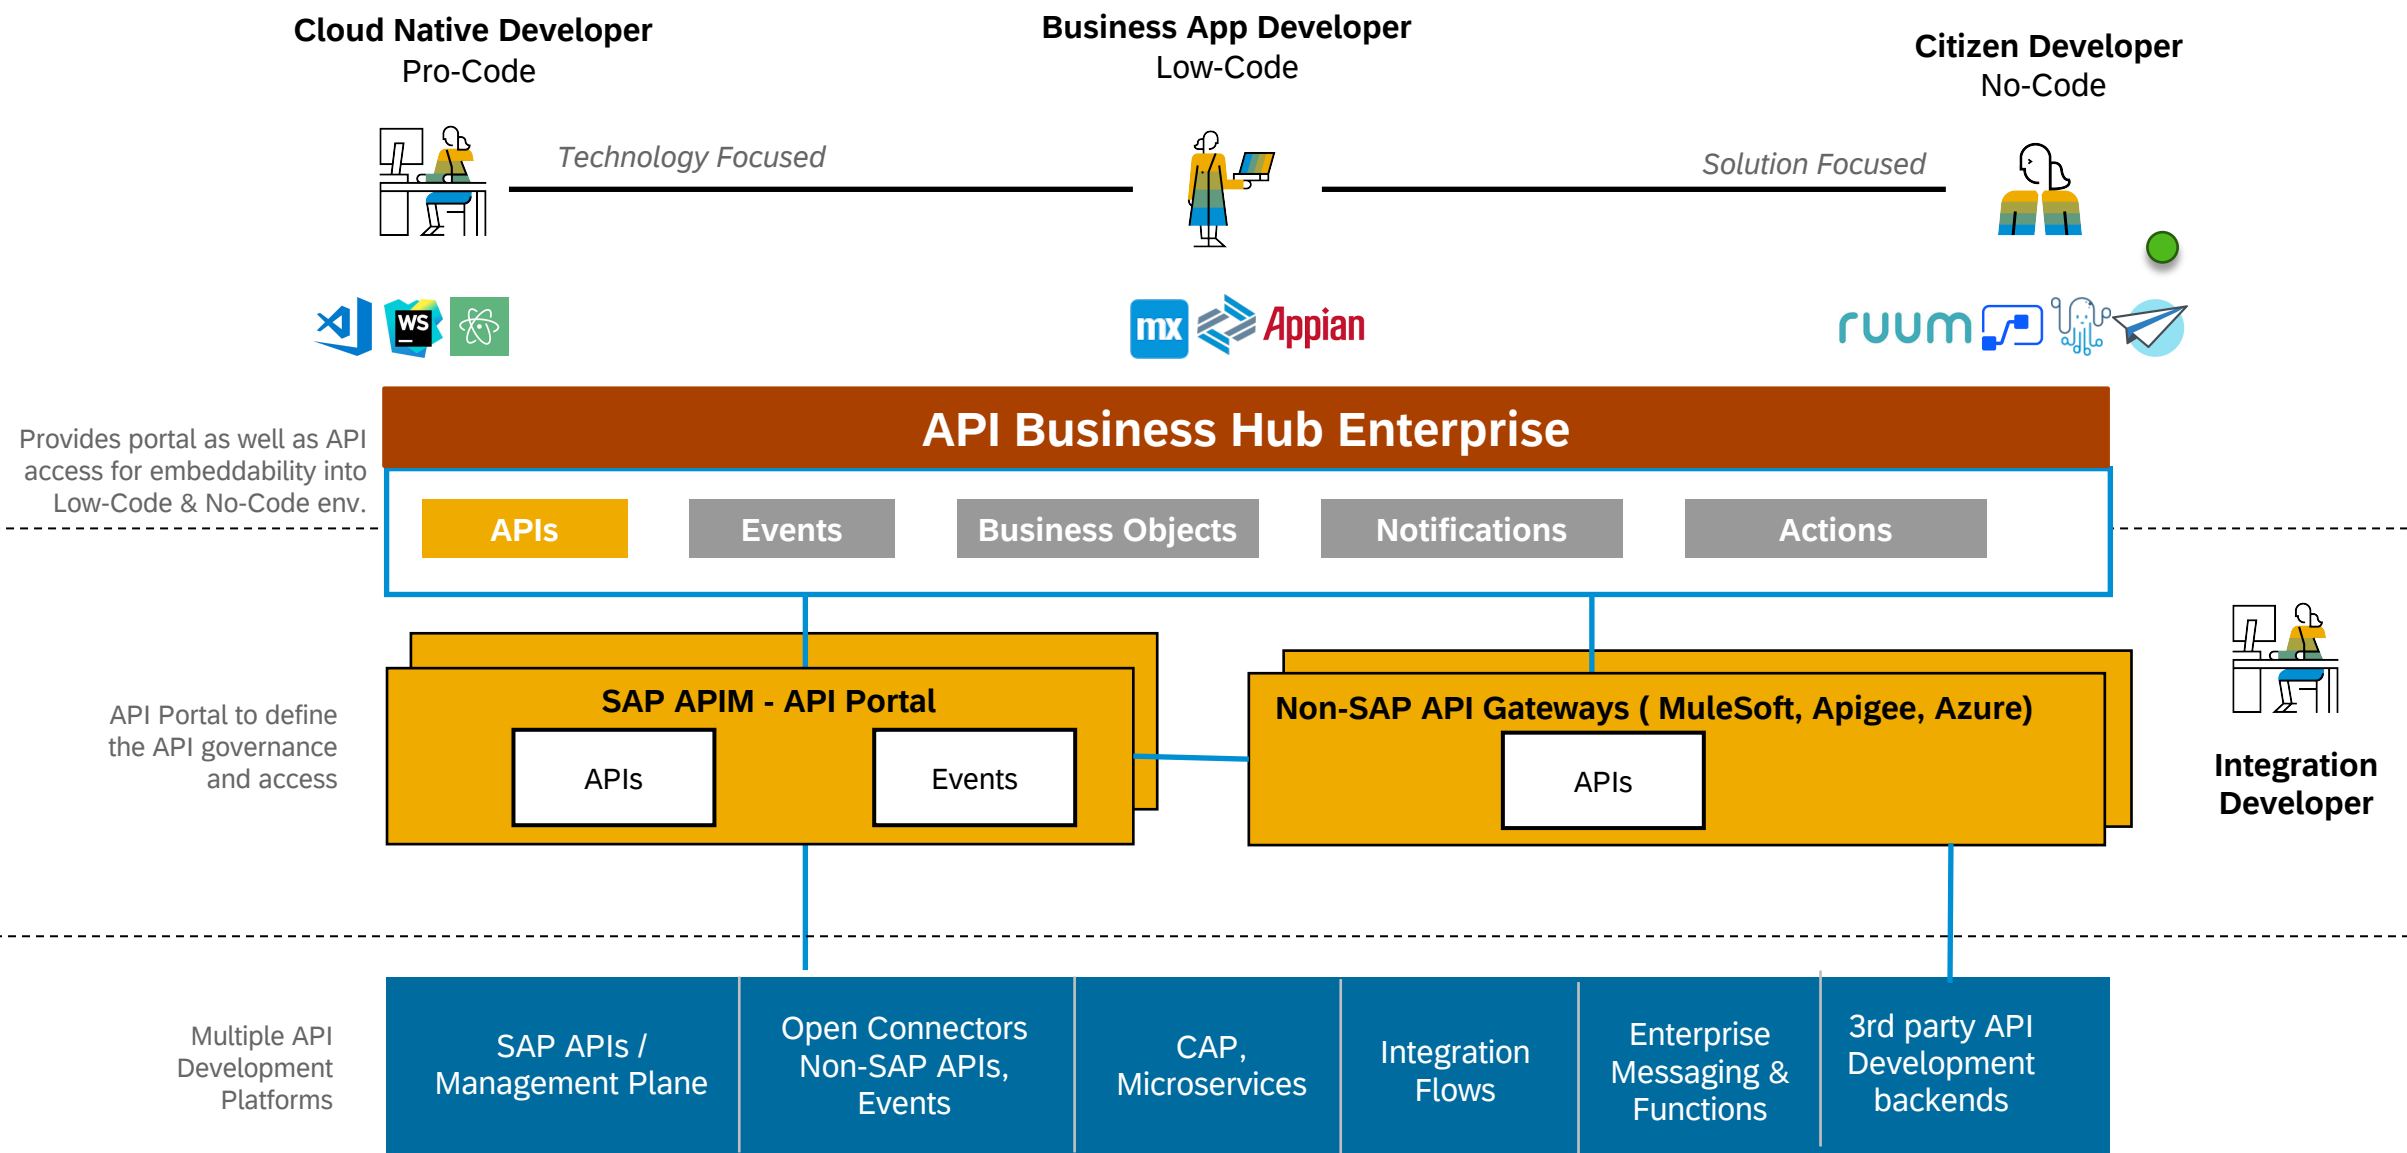 Cloud Native Developer
Pro-Code
Business App Developer
Low-Code
Citizen Developer
No-Code
Technology Focused
Solution Focused
WS
mx
Appian
ruum
API Business Hub Enterprise
Provides portal as well as API
access for embeddability into
Low-Code & No-Code env.
APIs
Events
Business Objects
Notifications
Actions
SAP APIM - API Portal
APIs
Events
Non-SAP API Gateways ( MuleSoft, Apigee, Azure)
APIs
API Portal to define
the API governance
and access
Integration
Developer
Multiple API
Development
Platforms
SAP APIs /
Management Plane
Open Connectors
Non-SAP APIs,
Events
CAP,
Microservices
Integration
Flows
Enterprise
Messaging &
Functions
3rd party API
Development
backends